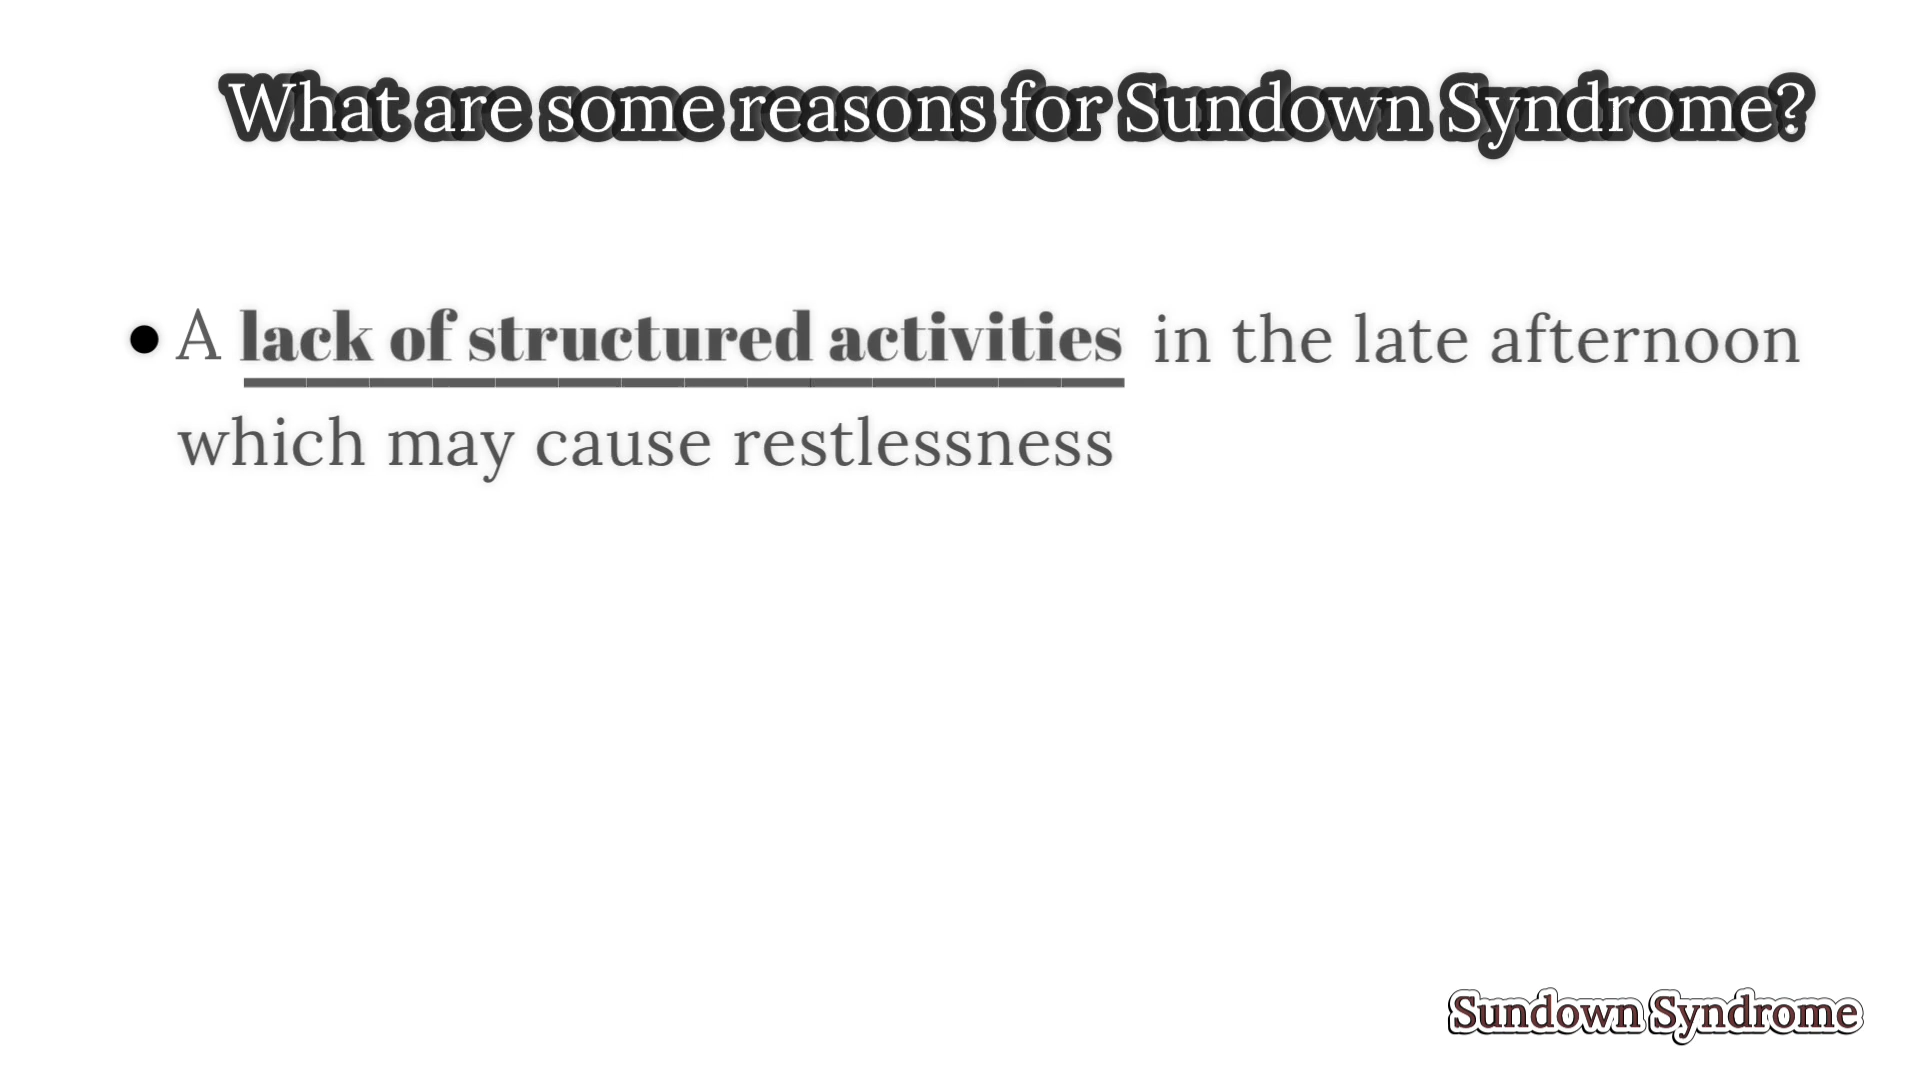 What are some reasons for Sundown Syndrome?
• A lack of structured activities in the late afternoon
which may cause restlessness
Sundown Syndrome